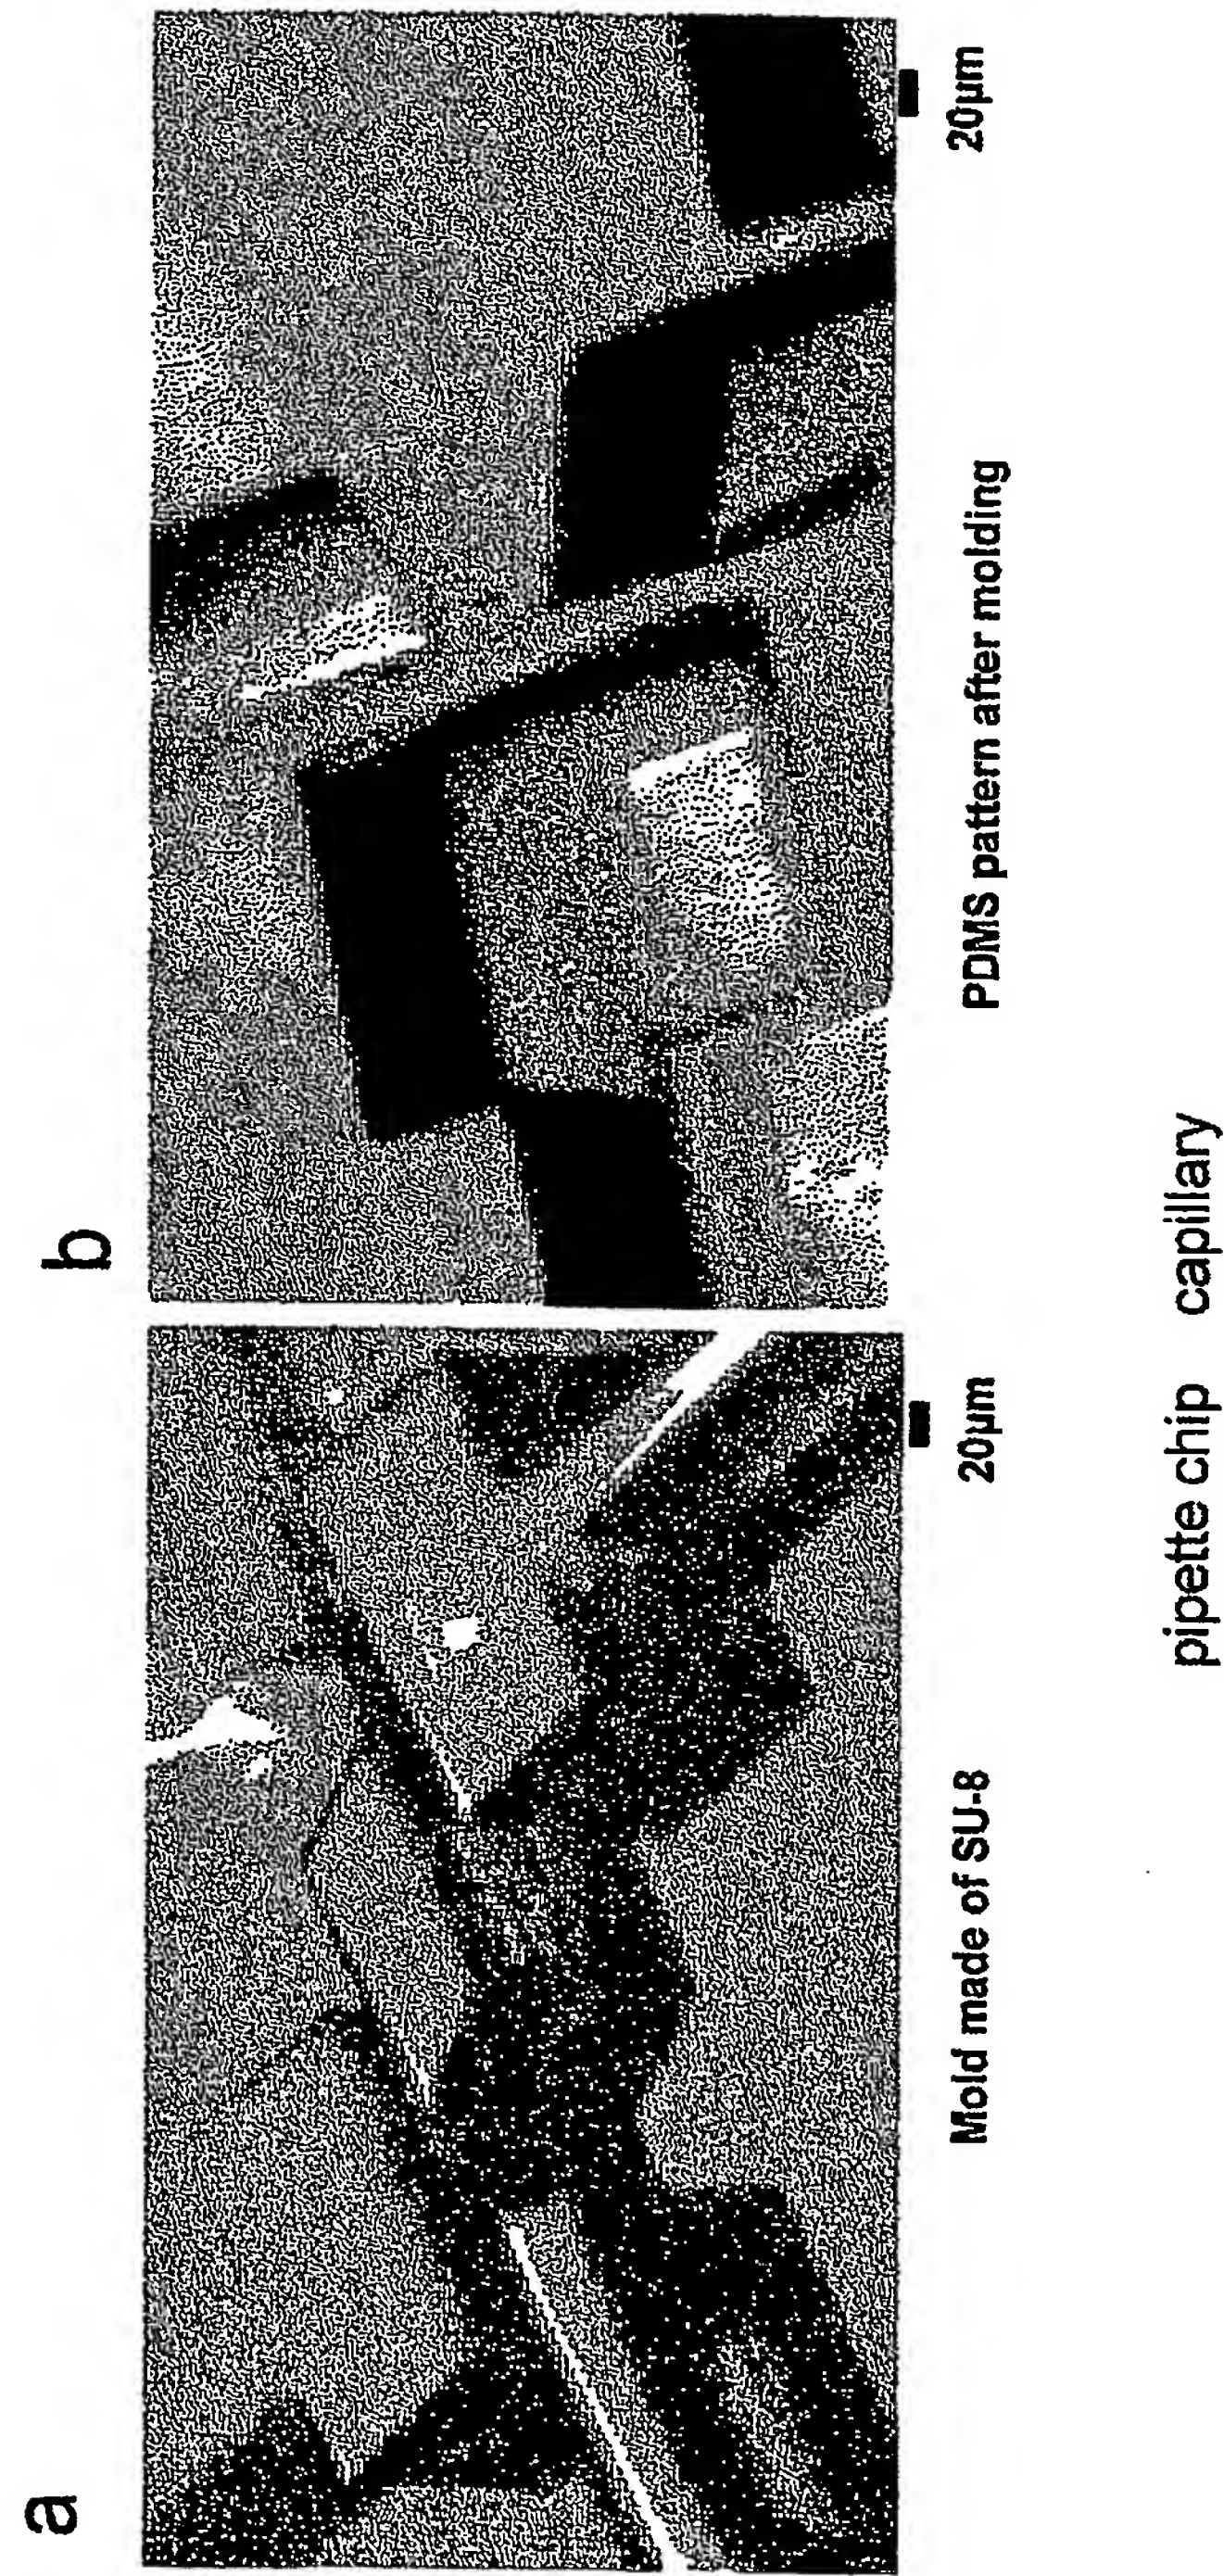 a
b
20µm
20µm
Mold made of SU-8
PDMS pattern after molding
pipette chip capillary